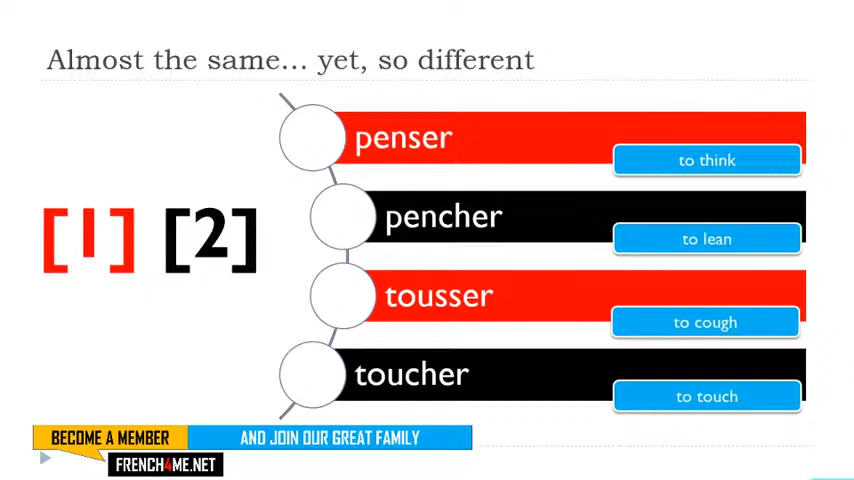 Almost the same... yet, so different
[1] [2]
penser
to think
pencher
to lean
tousser
to cough
toucher
to touch
BECOME A MEMBER
AND JOIN OUR GREAT FAMILY
FRENCH4ME.NET